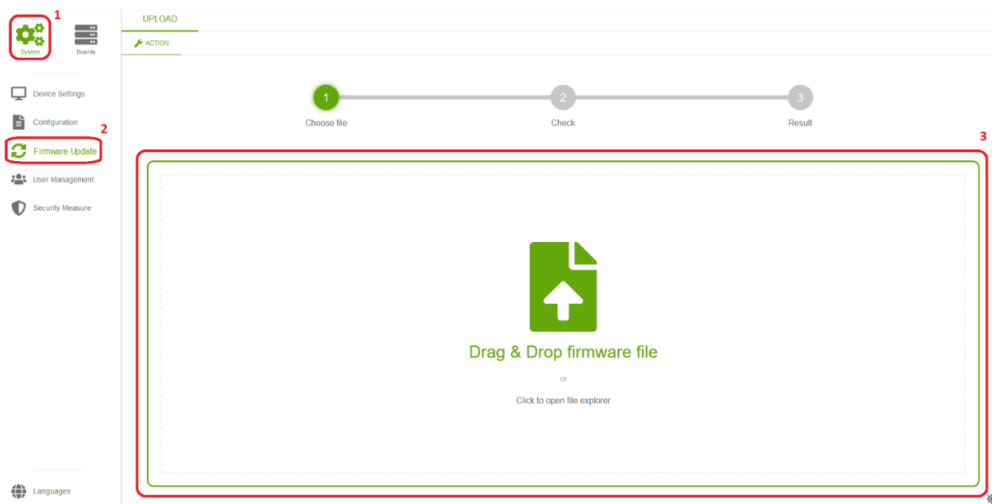 1
System
Boards
Device Settings
Configuration
2
Firmware Update
User Management
Security Measure
Languages
UPLOAD
ACTION
1
2
3
Choose file
Check
Result
3
Drag & Drop firmware file
or
Click to open file explorer